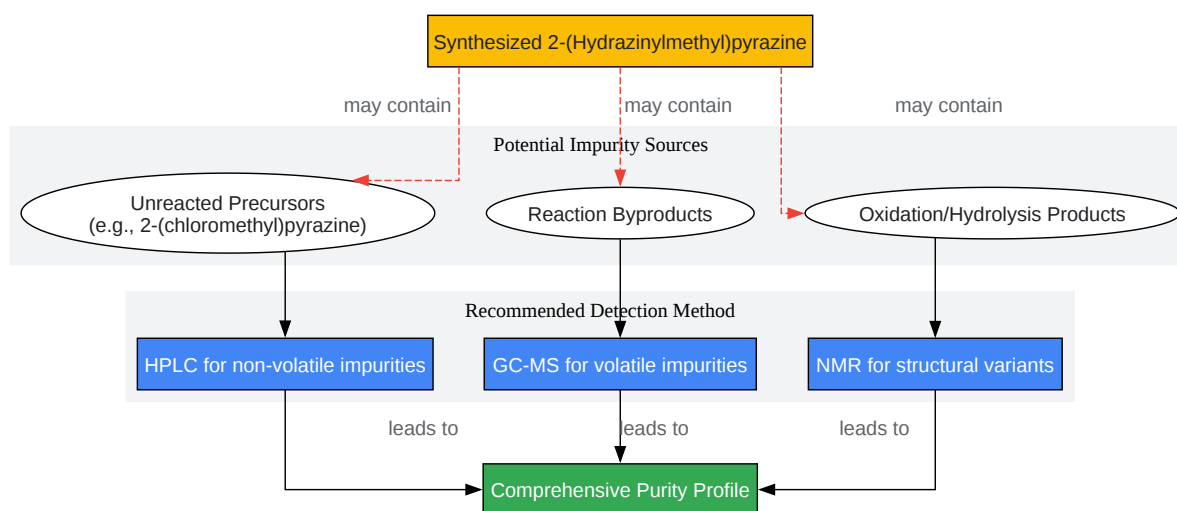 Synthesized 2-(Hydrazinylmethyl)pyrazine
may contain
may contain
may contain
Potential Impurity Sources
Unreacted Precursors
(e.g., 2-(chloromethyl)pyrazine)
Reaction Byproducts
Oxidation/Hydrolysis Products
Recommended Detection Method
HPLC for non-volatile impurities
GC-MS for volatile impurities
NMR for structural variants
leads to
leads to
leads to
Comprehensive Purity Profile